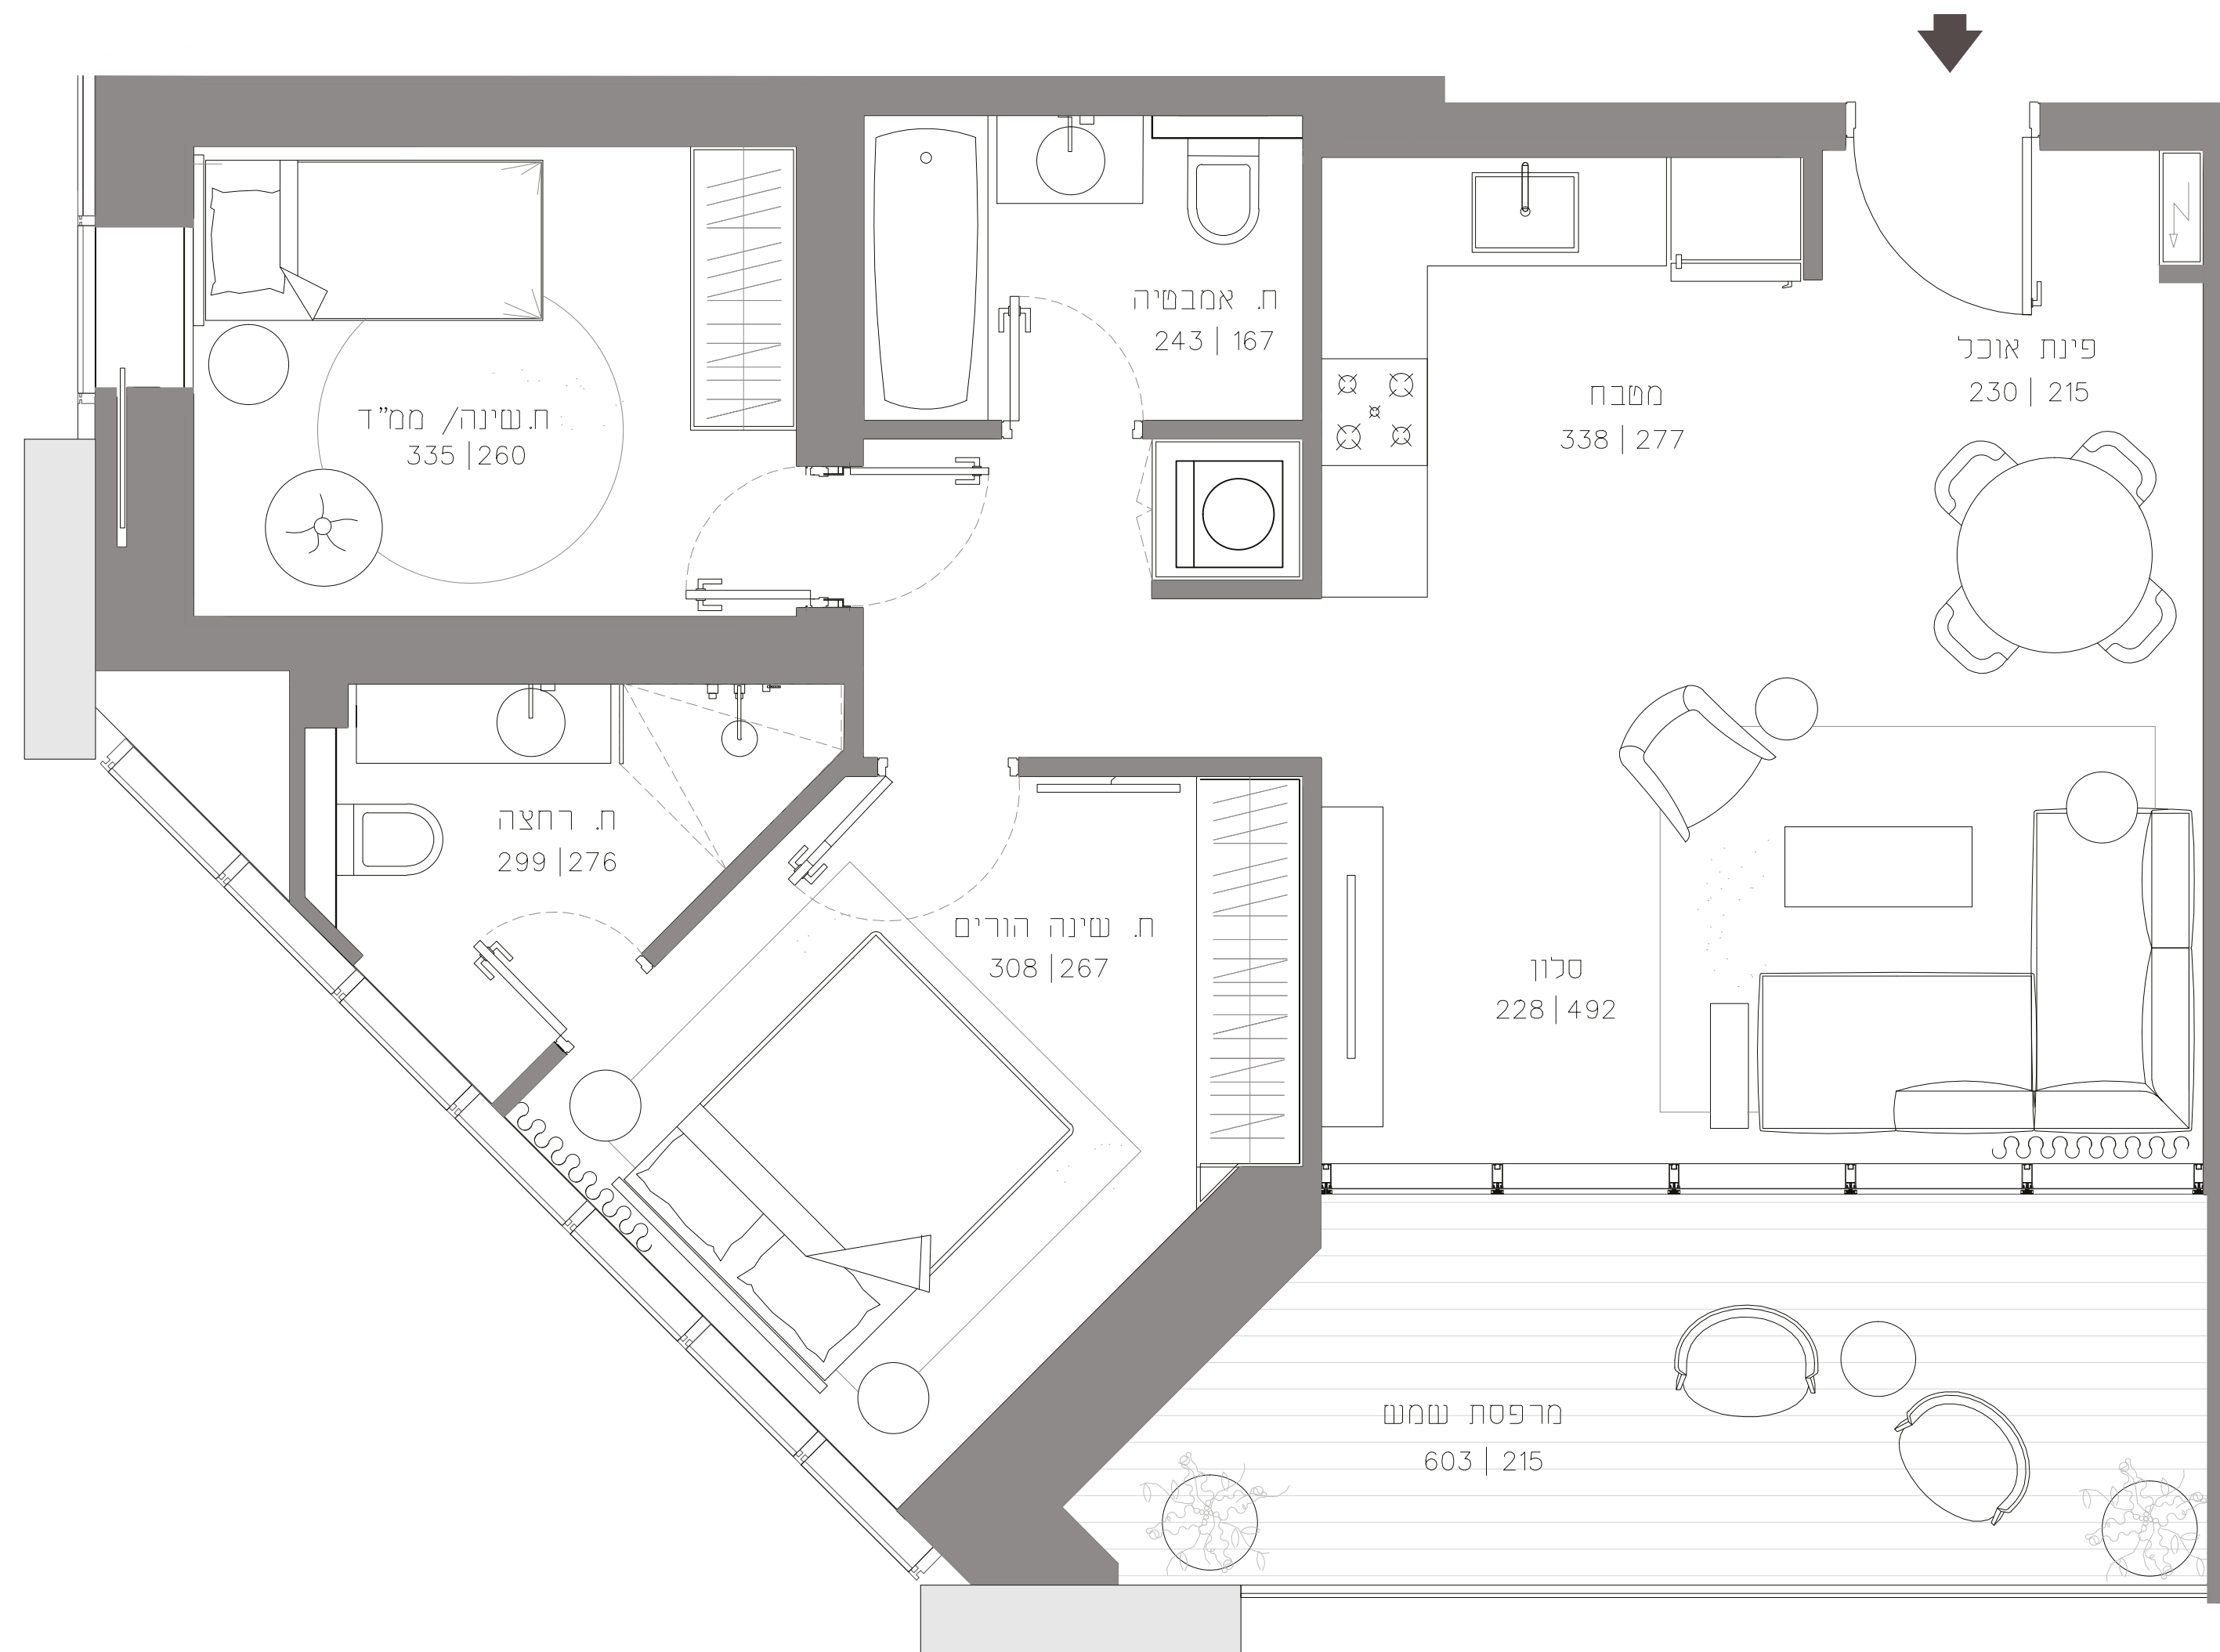 ח. אמבטיה
243 | 167
פינת אוכל
230 | 215
מטבח
338 | 277
ח.שינה/ ממ"ד
335 | 260
ח. רחצה
299 | 276
ח. שינה הורים
308 | 267
סלון
228 | 492
מרפסת שמש
603 | 215